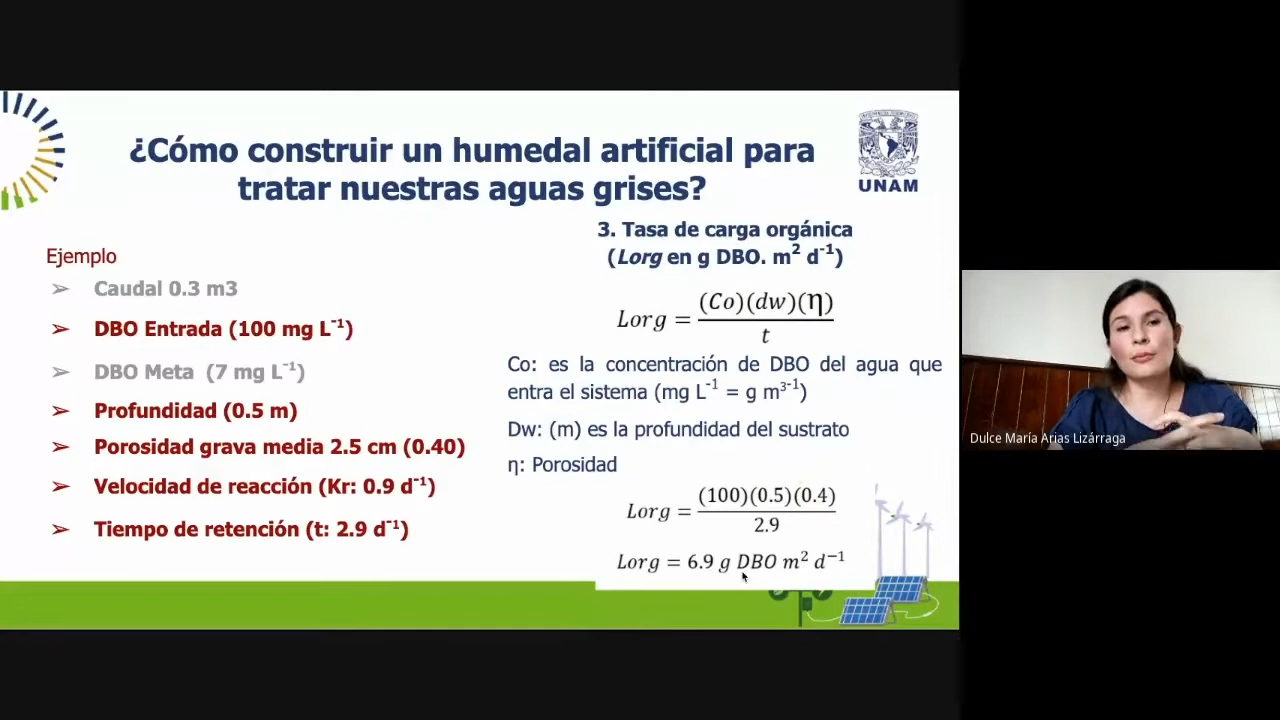 ¿Cómo construir un humedal artificial para
tratar nuestras aguas grises?
UNAM
Ejemplo
➢ Caudal 0.3 m3
➢ DBO Entrada (100 mg L⁻¹)
➢ DBO Meta (7 mg L⁻¹)
➢ Profundidad (0.5 m)
➢ Porosidad grava media 2.5 cm (0.40)
➢ Velocidad de reacción (Kr: 0.9 d⁻¹)
➢ Tiempo de retención (t: 2.9 d⁻¹)
3. Tasa de carga orgánica
(Lorg en g DBO. m² d⁻¹)
Lorg = (Co)(dw)(η) / t
Co: es la concentración de DBO del agua que
entra el sistema (mg L⁻¹ = g m³⁻¹)
Dw: (m) es la profundidad del sustrato
η: Porosidad
Lorg = (100)(0.5)(0.4) / 2.9
Lorg = 6.9 g DBO m² d⁻¹
Dulce María Arias Lizárraga